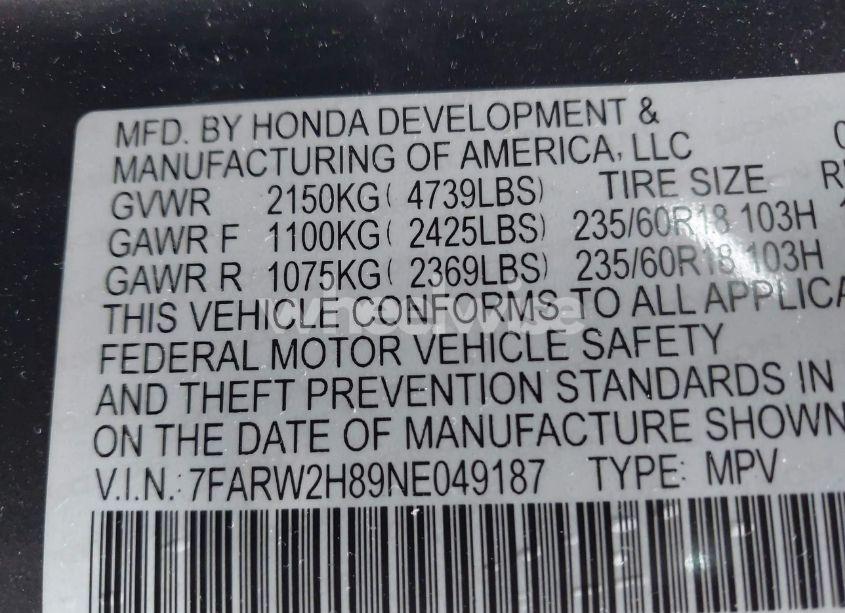 MFD. BY HONDA DEVELOPMENT &
MANUFACTURING OF AMERICA, LLC
GVWR 2150KG( 4739LBS) TIRE SIZE
GAWR F 1100KG( 2425LBS) 235/60R18 103H
GAWR R 1075KG( 2369LBS) 235/60R18 103H
THIS VEHICLE CONFORMS TO ALL APPLICA
FEDERAL MOTOR VEHICLE SAFETY
AND THEFT PREVENTION STANDARDS IN
ON THE DATE OF MANUFACTURE SHOWN
V.I.N.: 7FARW2H89NE049187 TYPE: MPV
wheelwise